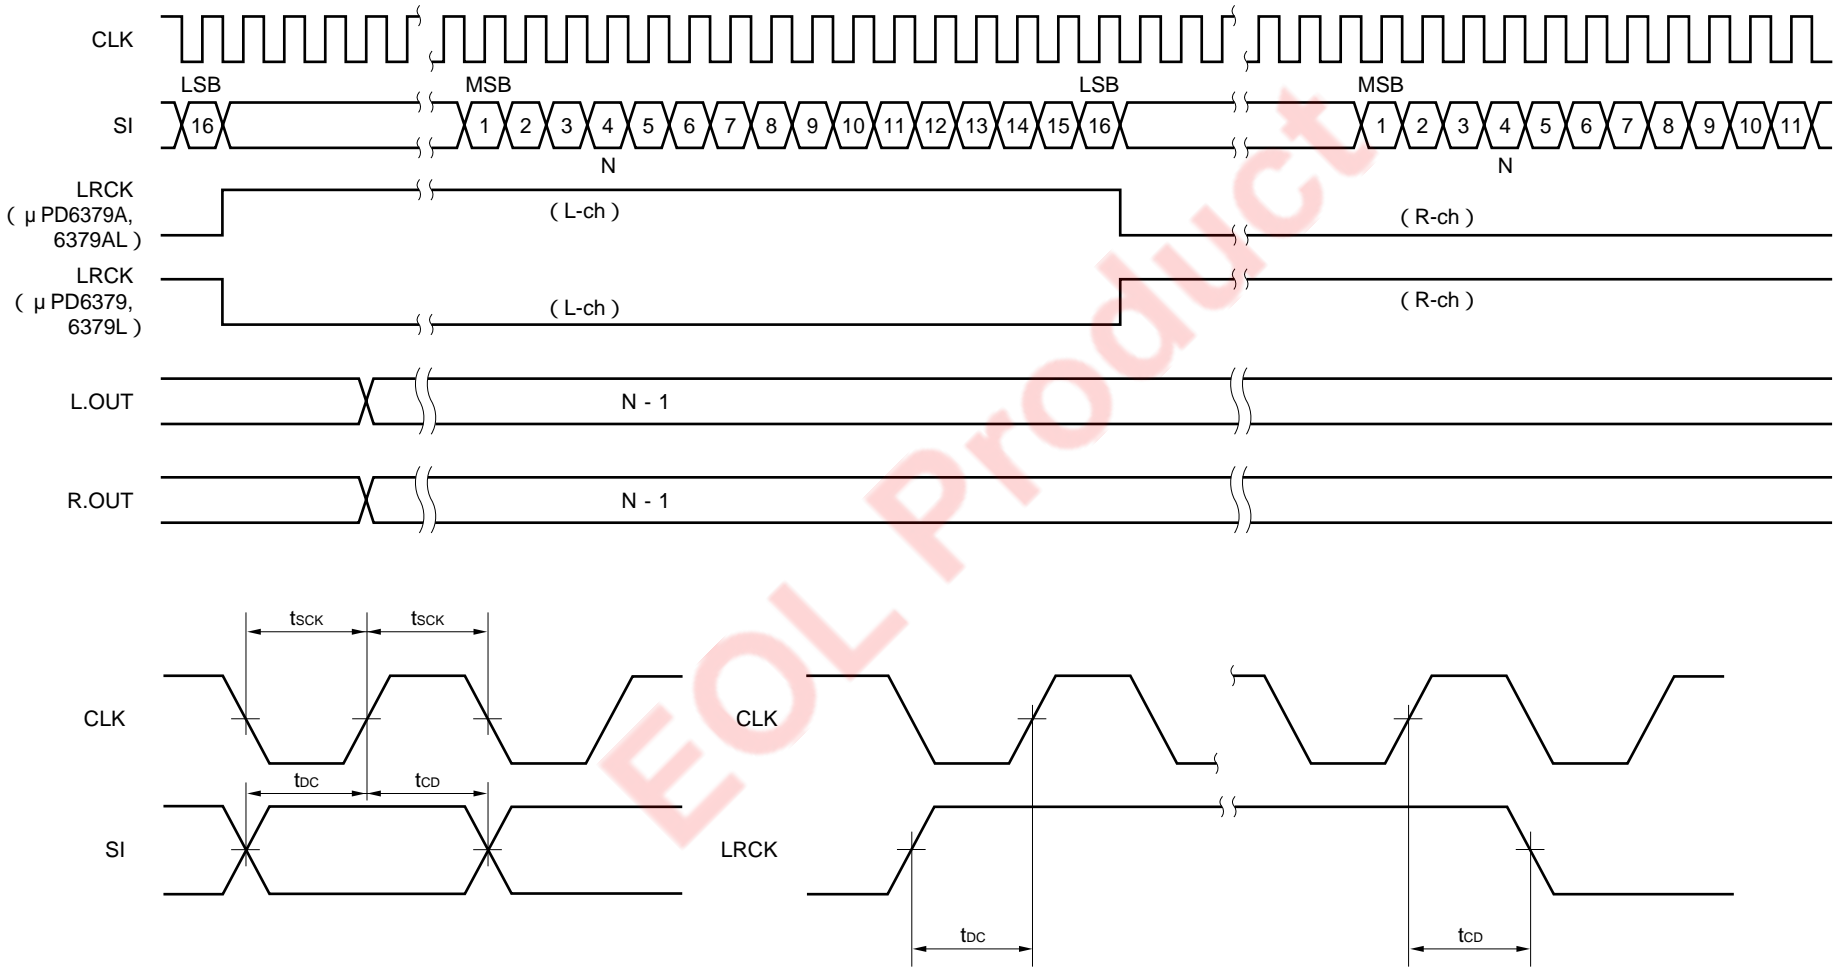 CLK
LSB MSB LSB MSB
SI 16 1 2 3 4 5 6 7 8 9 10 11 12 13 14 15 16 1 2 3 4 5 6 7 8 9 10 11
N N
LRCK
( μ PD6379A,
6379AL )
( L-ch ) ( R-ch )
LRCK
( μ PD6379,
6379L )
( L-ch ) ( R-ch )
L.OUT N - 1
R.OUT N - 1
tSCK tSCK
CLK CLK
tDC tCD
SI LRCK
tDC tCD
EOL Product